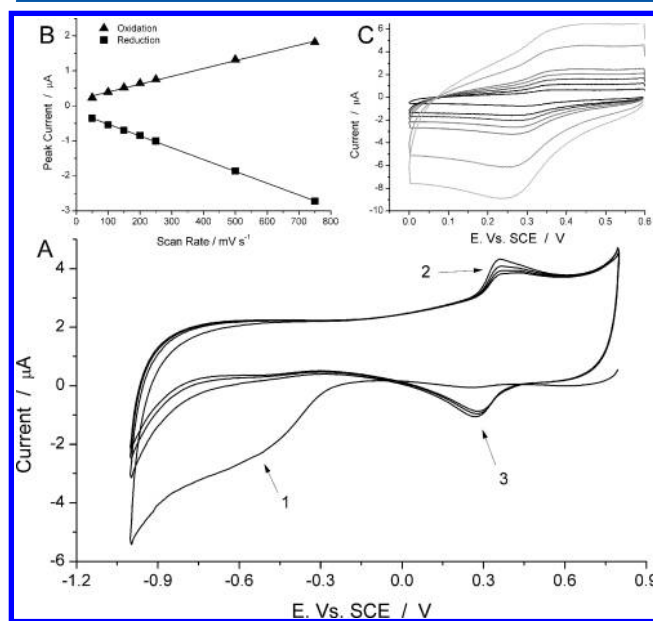 B
▲ Oxidation
■ Reduction
Peak Current / μA
2
1
0
-1
-2
-3
0 100 200 300 400 500 600 700 800
Scan Rate / mV s⁻¹
C
Current / μA
6
4
2
0
-2
-4
-6
-8
-10
0.0 0.1 0.2 0.3 0.4 0.5 0.6
E. Vs. SCE / V
A
Current / μA
4
2
0
-2
-4
-6
2
1
3
-1.2 -0.9 -0.6 -0.3 0.0 0.3 0.6 0.9
E. Vs. SCE / V